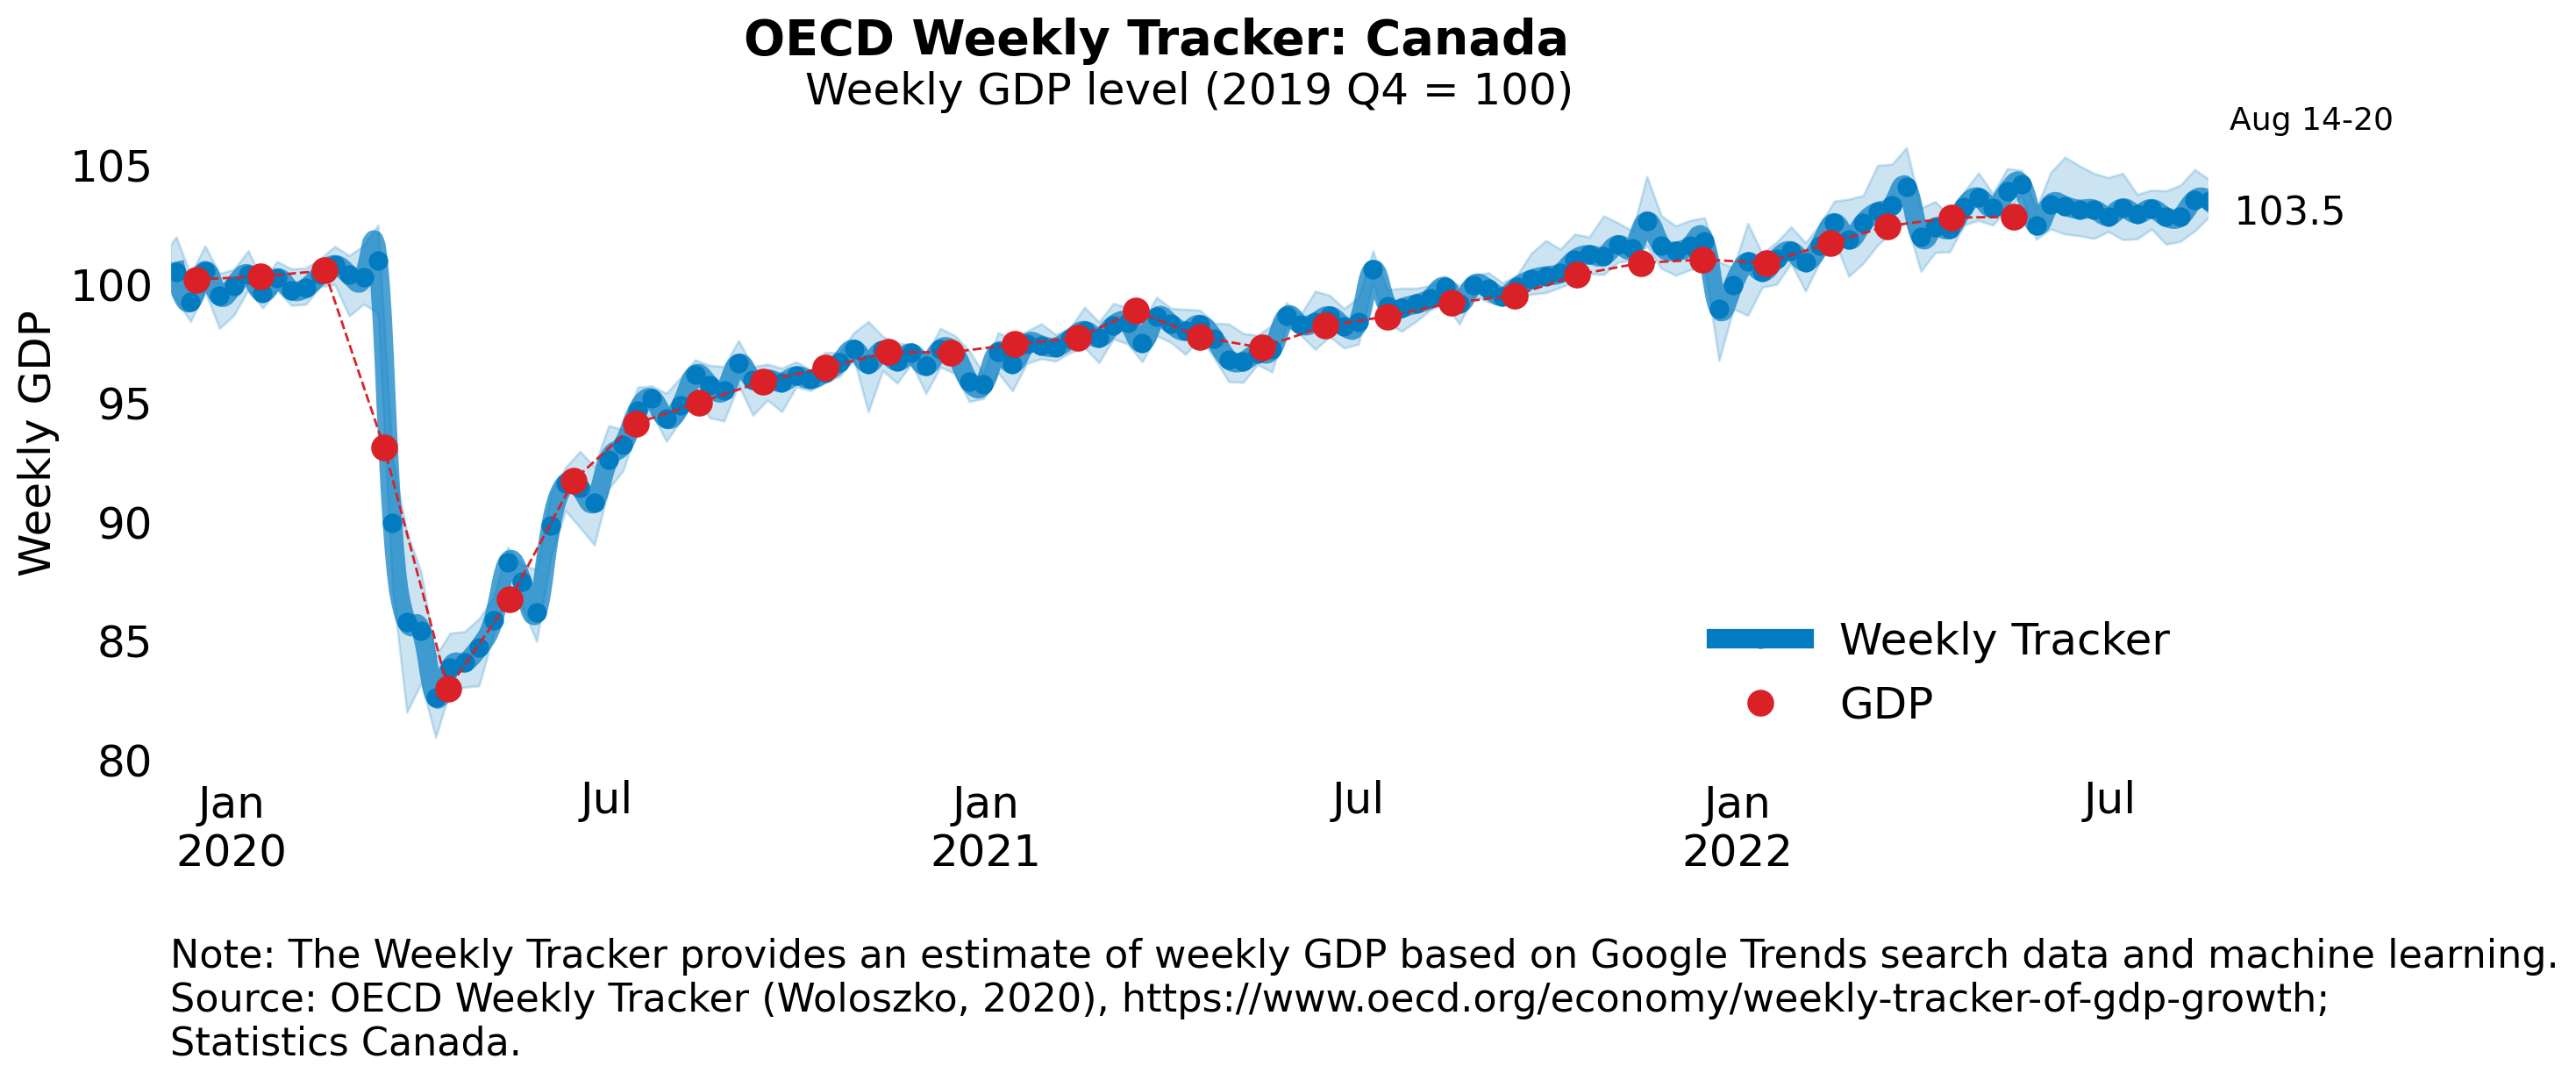 OECD Weekly Tracker: Canada
Weekly GDP level (2019 Q4 = 100)
Aug 14-20
103.5
Weekly GDP
105
100
95
90
85
80
Weekly Tracker
GDP
Jan
2020
Jul
Jan
2021
Jul
Jan
2022
Jul
Note: The Weekly Tracker provides an estimate of weekly GDP based on Google Trends search data and machine learning.
Source: OECD Weekly Tracker (Woloszko, 2020), https://www.oecd.org/economy/weekly-tracker-of-gdp-growth;
Statistics Canada.